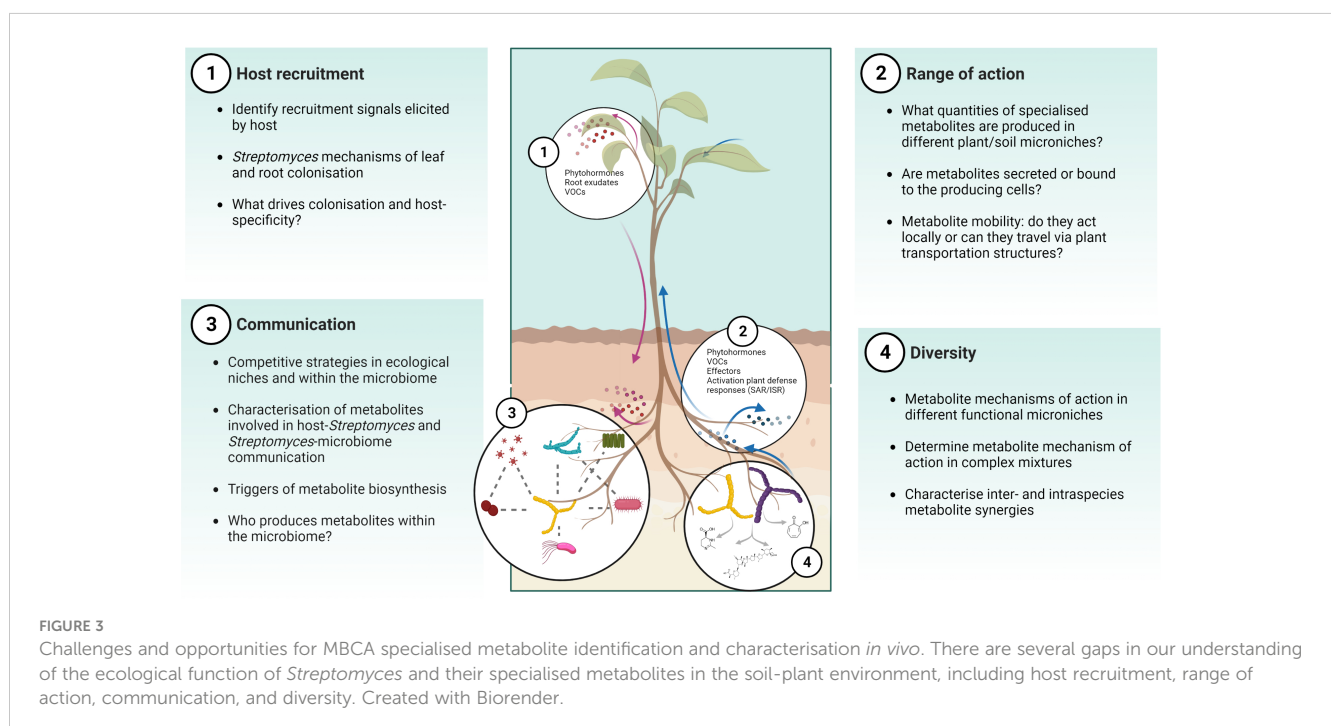 1 Host recruitment
• Identify recruitment signals elicited
by host
• Streptomyces mechanisms of leaf
and root colonisation
• What drives colonisation and host-
specificity?
2 Range of action
• What quantities of specialised
metabolites are produced in
different plant/soil microniches?
• Are metabolites secreted or bound
to the producing cells?
• Metabolite mobility: do they act
locally or can they travel via plant
transportation structures?
3 Communication
• Competitive strategies in ecological
niches and within the microbiome
• Characterisation of metabolites
involved in host-Streptomyces and
Streptomyces-microbiome
communication
• Triggers of metabolite biosynthesis
• Who produces metabolites within
the microbiome?
4 Diversity
• Metabolite mechanisms of action in
different functional microniches
• Determine metabolite mechanism of
action in complex mixtures
• Characterise inter- and intraspecies
metabolite synergies
1
Phytohormones
Root exudates
VOCs
2
Phytohormones
VOCs
Effectors
Activation plant defense
responses (SAR/ISR)
3
4
FIGURE 3
Challenges and opportunities for MBCA specialised metabolite identification and characterisation in vivo. There are several gaps in our understanding
of the ecological function of Streptomyces and their specialised metabolites in the soil-plant environment, including host recruitment, range of
action, communication, and diversity. Created with Biorender.